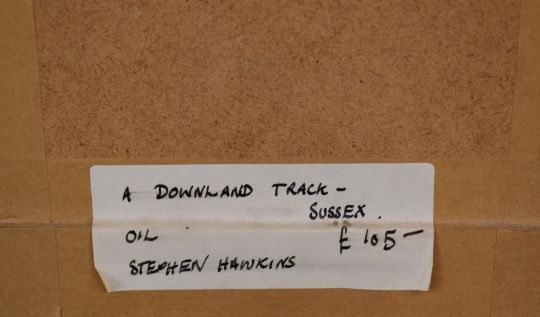 A DOWNLAND TRACK –
SUSSEX.
OIL £105–
STEPHEN HAWKINS